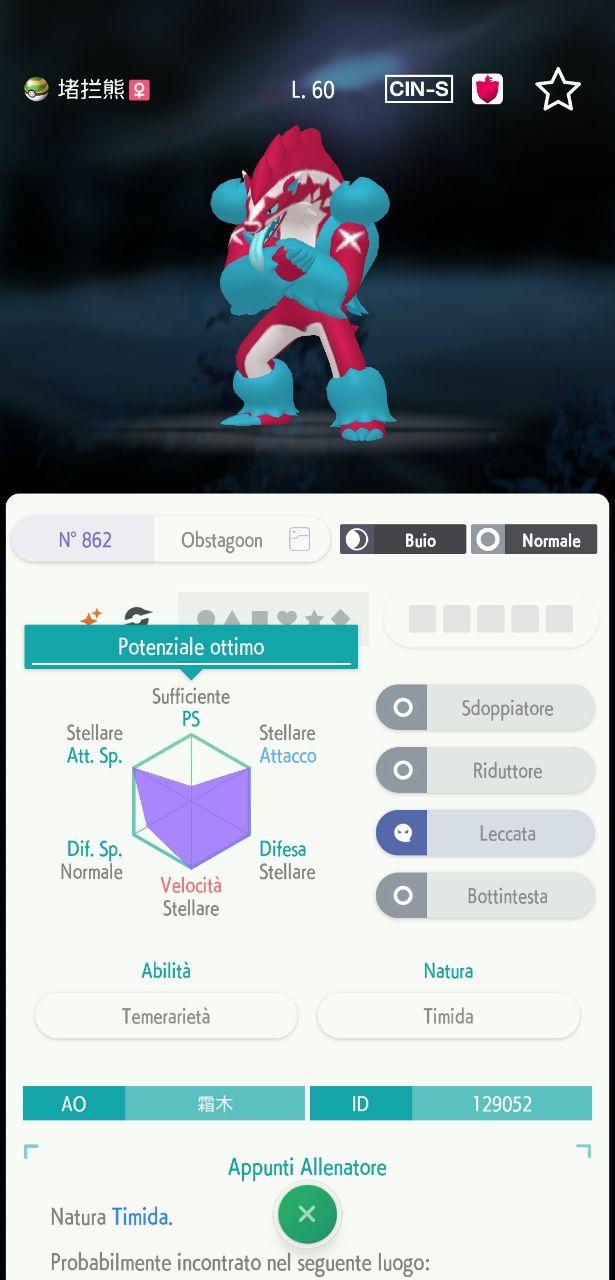 堵拦熊 L. 60 CIN-S
N° 862 Obstagoon Buio Normale
Potenziale ottimo
Sufficiente
PS
Stellare
Att. Sp.
Stellare
Attacco
Dif. Sp.
Normale
Difesa
Stellare
Velocità
Stellare
Sdoppiatore
Riduttore
Leccata
Bottintesta
Abilità
Temerarietà
Natura
Timida
AO 霜木 ID 129052
Appunti Allenatore
Natura Timida.
Probabilmente incontrato nel seguente luogo: